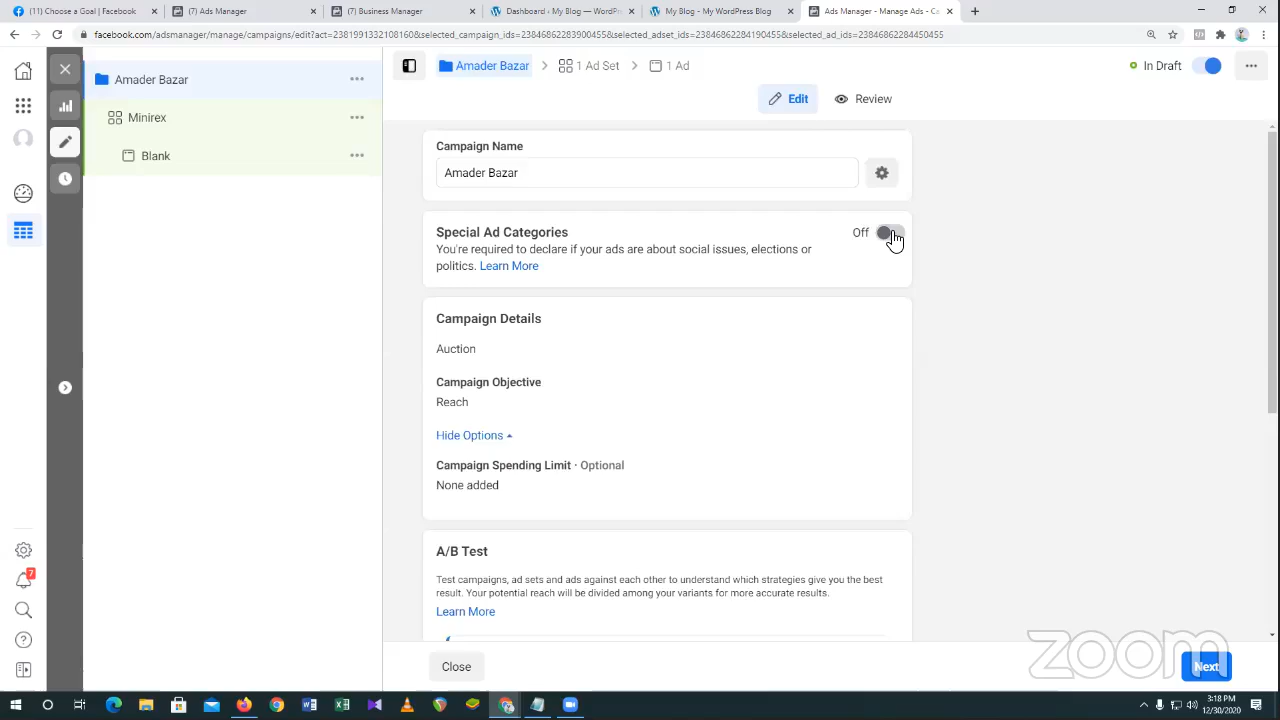 (11) Choose a Goal | Facebook
(7) Ads Manager
(7) Business Manager
Dashboard ‹ My Blog — WordPr
My Blog - My WordPress Blog
Ads Manager - Manage Ads - Ca
facebook.com/adsmanager/manage/campaigns/edit?act=2381991332108160&selected_campaign_ids=23846862839004455&selected_adset_ids=23846862284190455&selected_ad_ids=23846862284450455
Amader Bazar
Minirex
Blank
Amader Bazar
1 Ad Set
1 Ad
In Draft
Edit
Review
Campaign Name
Amader Bazar
Special Ad Categories
Off
You're required to declare if your ads are about social issues, elections or
politics. Learn More
Campaign Details
Auction
Campaign Objective
Reach
Hide Options
Campaign Spending Limit · Optional
None added
A/B Test
Test campaigns, ad sets and ads against each other to understand which strategies give you the best
result. Your potential reach will be divided among your variants for more accurate results.
Learn More
7
Close
Next
zoom
3:18 PM
12/30/2020